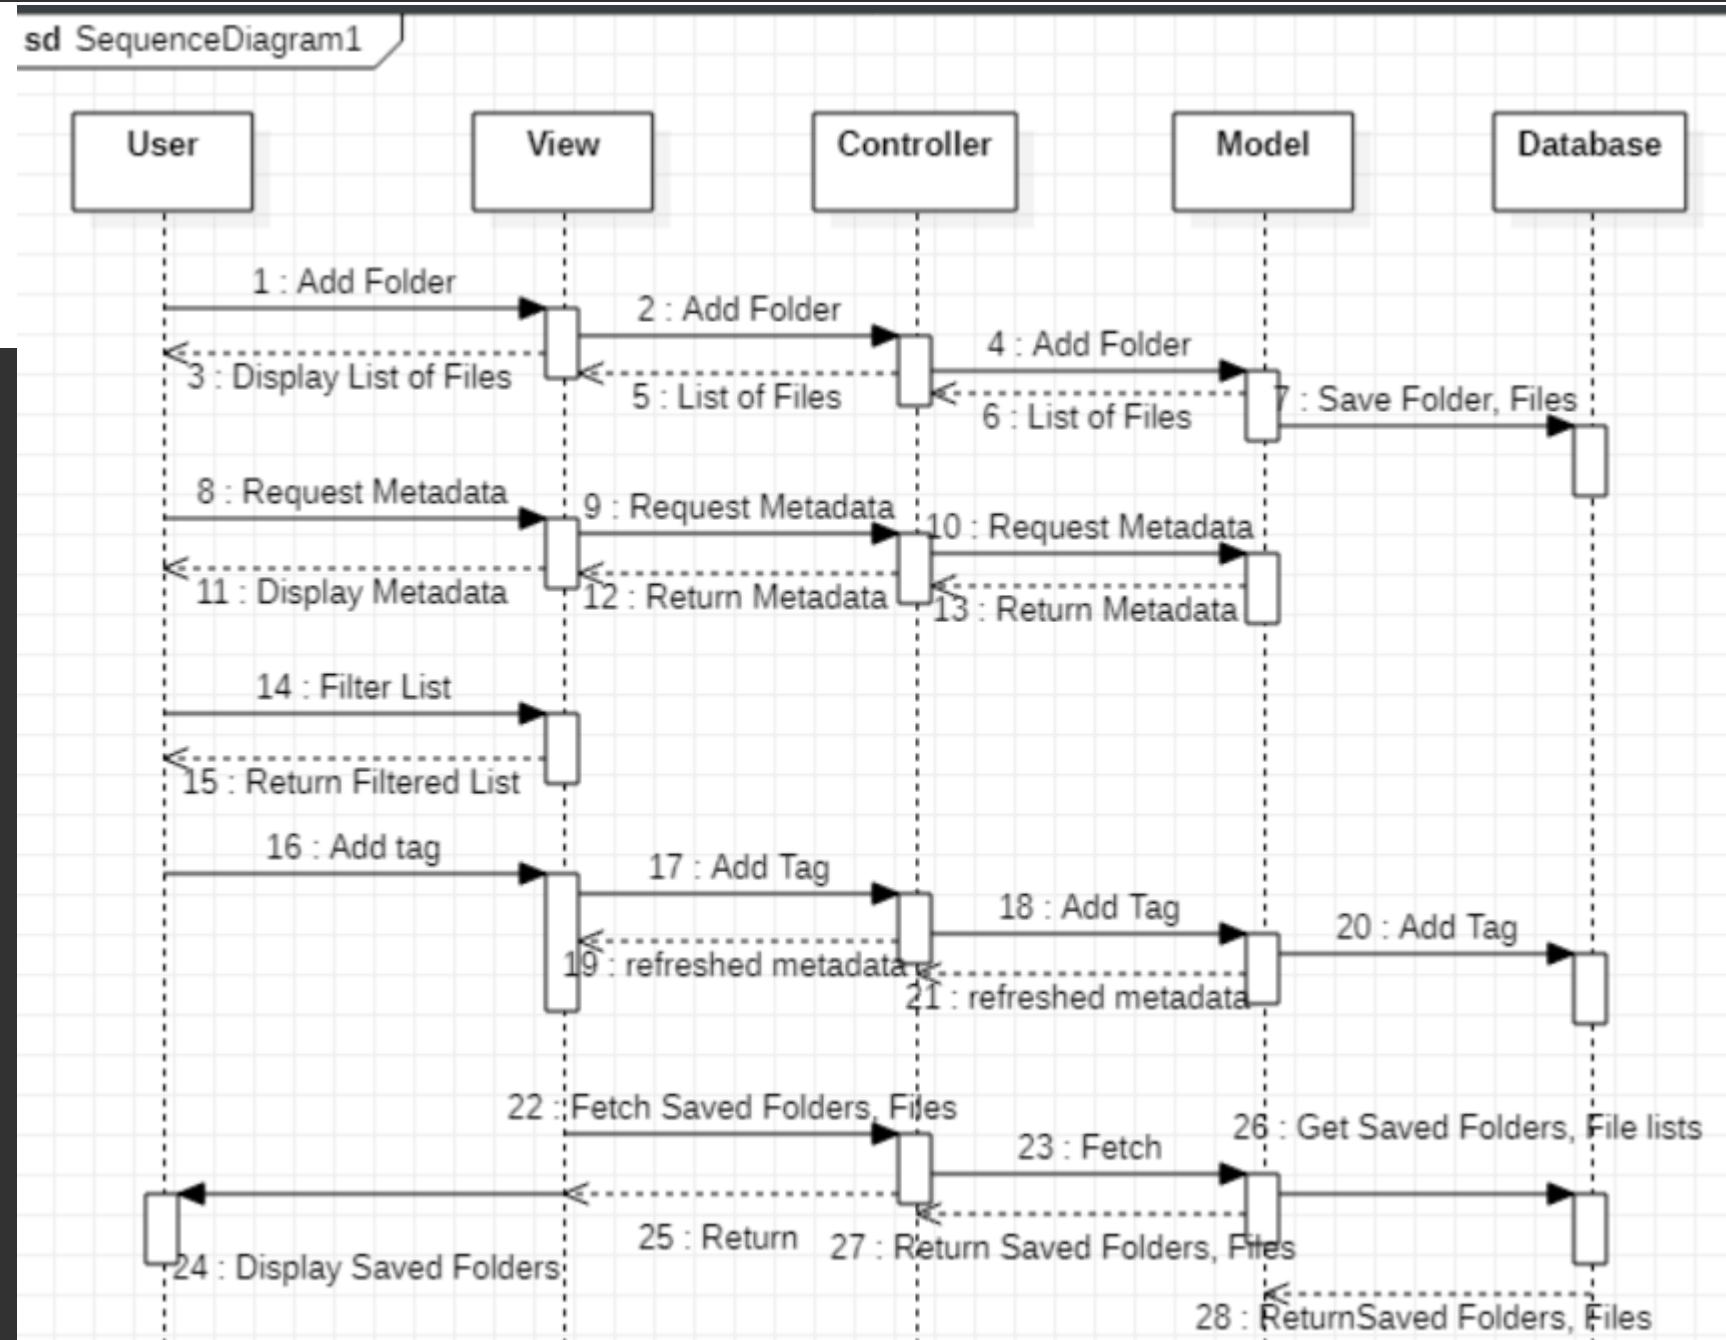 sd SequenceDiagram1
User
View
Controller
Model
Database
1 : Add Folder
2 : Add Folder
4 : Add Folder
3 : Display List of Files
5 : List of Files
6 : List of Files
7 : Save Folder, Files
8 : Request Metadata
9 : Request Metadata
10 : Request Metadata
11 : Display Metadata
12 : Return Metadata
13 : Return Metadata
14 : Filter List
15 : Return Filtered List
16 : Add tag
17 : Add Tag
18 : Add Tag
20 : Add Tag
19 : refreshed metadata
21 : refreshed metadata
22 : Fetch Saved Folders, Files
23 : Fetch
26 : Get Saved Folders, File lists
25 : Return
27 : Return Saved Folders, Files
24 : Display Saved Folders
28 : ReturnSaved Folders, Files